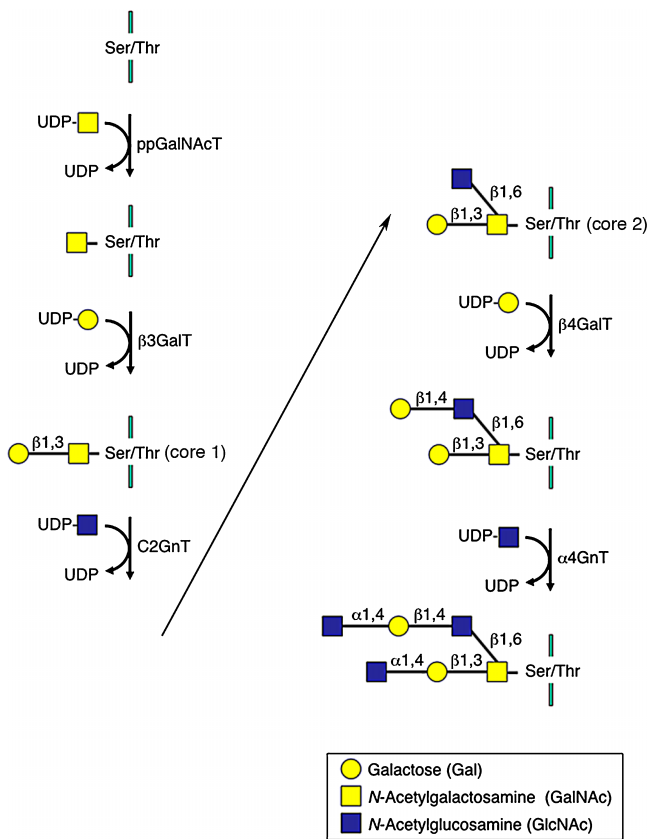 Ser/Thr
UDP-
ppGalNAcT
UDP
Ser/Thr
UDP-
β3GalT
UDP
β1,3
Ser/Thr (core 1)
UDP-
C2GnT
UDP
β1,6
β1,3
Ser/Thr (core 2)
UDP-
β4GalT
UDP
β1,4
β1,6
β1,3
Ser/Thr
UDP-
α4GnT
UDP
α1,4 β1,4
β1,6
α1,4 β1,3
Ser/Thr
Galactose (Gal)
N-Acetylgalactosamine (GalNAc)
N-Acetylglucosamine (GlcNAc)